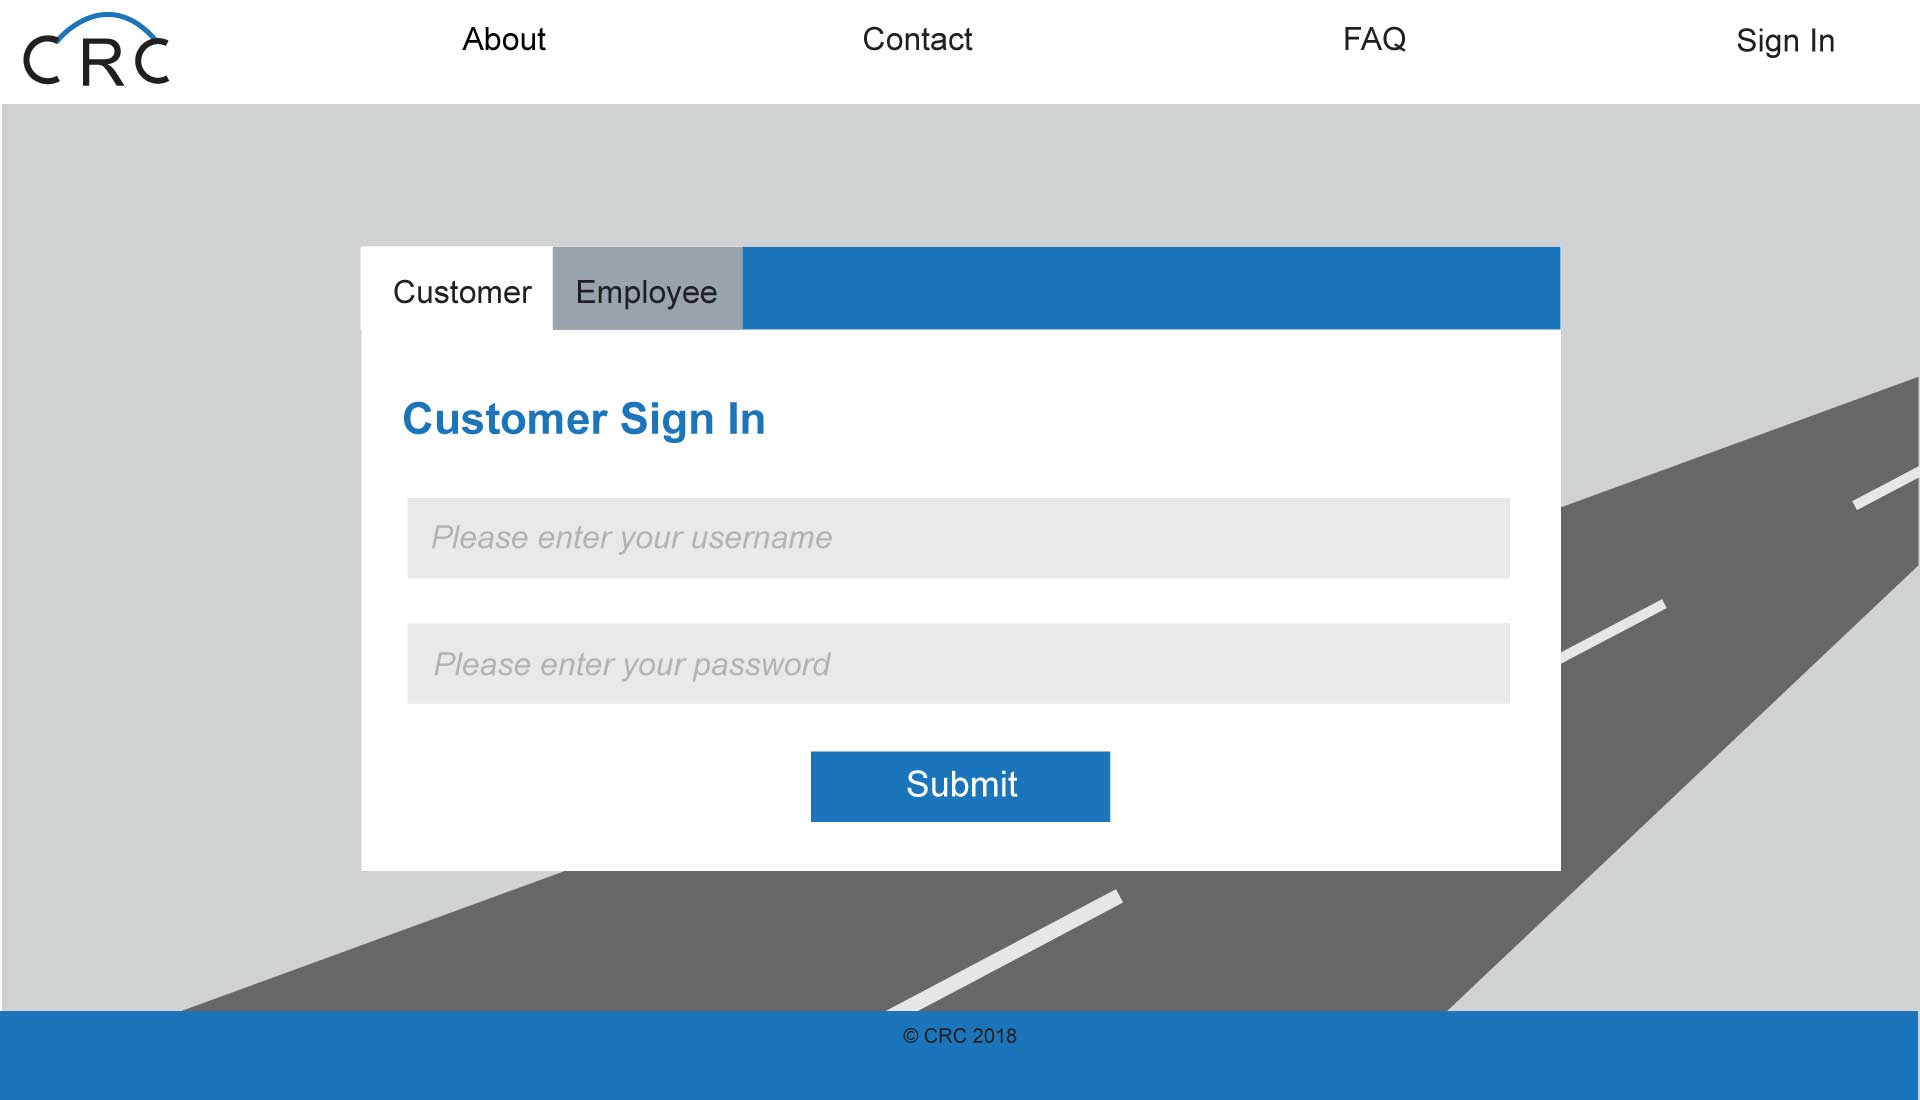 CRC
About
Contact
FAQ
Sign In
Customer
Employee
Customer Sign In
Please enter your username
Please enter your password
Submit
© CRC 2018